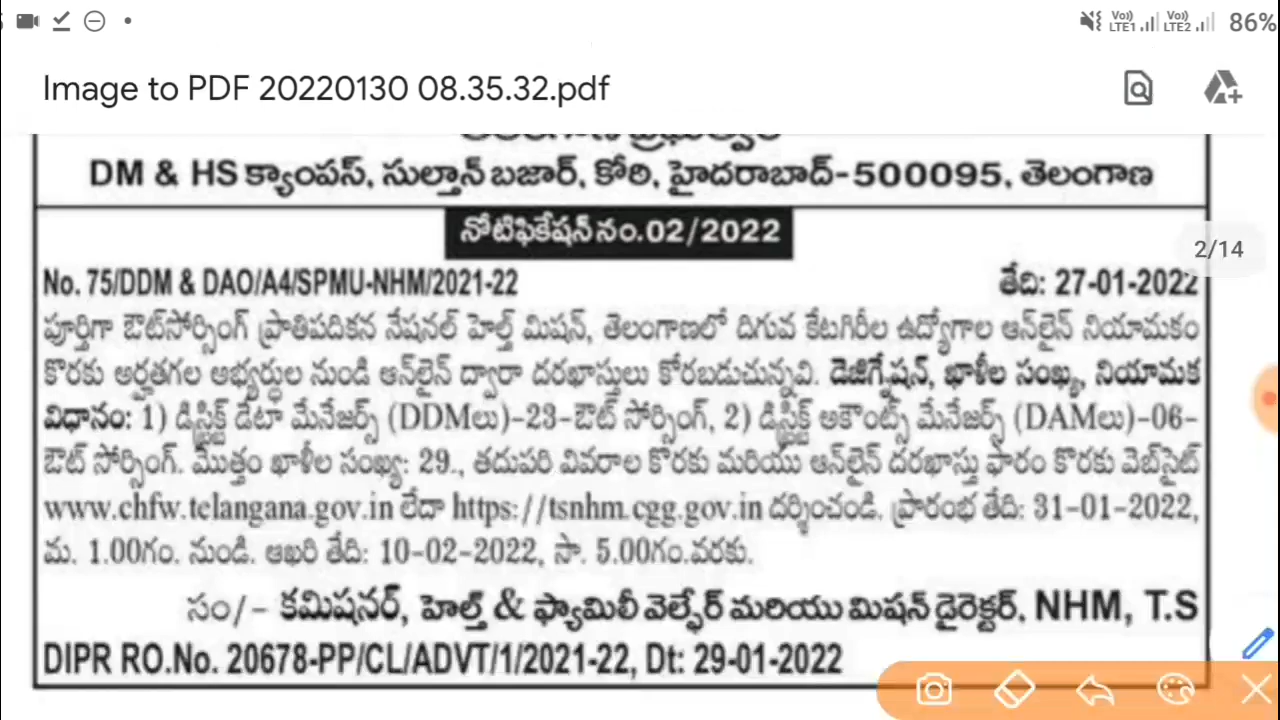 Vo)) LTE1 Vo)) LTE2 86%
Image to PDF 20220130 08.35.32.pdf
DM & HS క్యాంపస్, సుల్తాన్ బజార్, కోఠి, హైదరాబాద్-500095, తెలంగాణ
నోటిఫికేషన్ నం.02/2022
2/14
No. 75/DDM & DAO/A4/SPMU-NHM/2021-22 తేది: 27-01-2022
పూర్తిగా ఔట్‌సోర్సింగ్ ప్రాతిపదికన నేషనల్ హెల్త్ మిషన్, తెలంగాణలో దిగువ కేటగిరీల ఉద్యోగాల ఆన్‌లైన్ నియామకం
కొరకు అర్హతగల అభ్యర్థుల నుండి ఆన్‌లైన్ ద్వారా దరఖాస్తులు కోరబడుచున్నవి. డెజిగ్నేషన్, ఖాళీల సంఖ్య, నియామక
విధానం: 1) డిస్ట్రిక్ట్ డేటా మేనేజర్స్ (DDMలు)-23-ఔట్ సోర్సింగ్, 2) డిస్ట్రిక్ట్ అకౌంట్స్ మేనేజర్స్ (DAMలు)-06-
ఔట్ సోర్సింగ్. మొత్తం ఖాళీల సంఖ్య: 29., తదుపరి వివరాల కొరకు మరియు ఆన్‌లైన్ దరఖాస్తు ఫారం కొరకు వెబ్‌సైట్
www.chfw.telangana.gov.in లేదా https://tsnhm.cgg.gov.in దర్శించండి. ప్రారంభ తేది: 31-01-2022,
మ. 1.00గం. నుండి. ఆఖరి తేది: 10-02-2022, సా. 5.00గం.వరకు.
సం/- కమిషనర్, హెల్త్ & ఫ్యామిలీ వెల్ఫేర్ మరియు మిషన్ డైరెక్టర్, NHM, T.S
DIPR RO.No. 20678-PP/CL/ADVT/1/2021-22, Dt: 29-01-2022